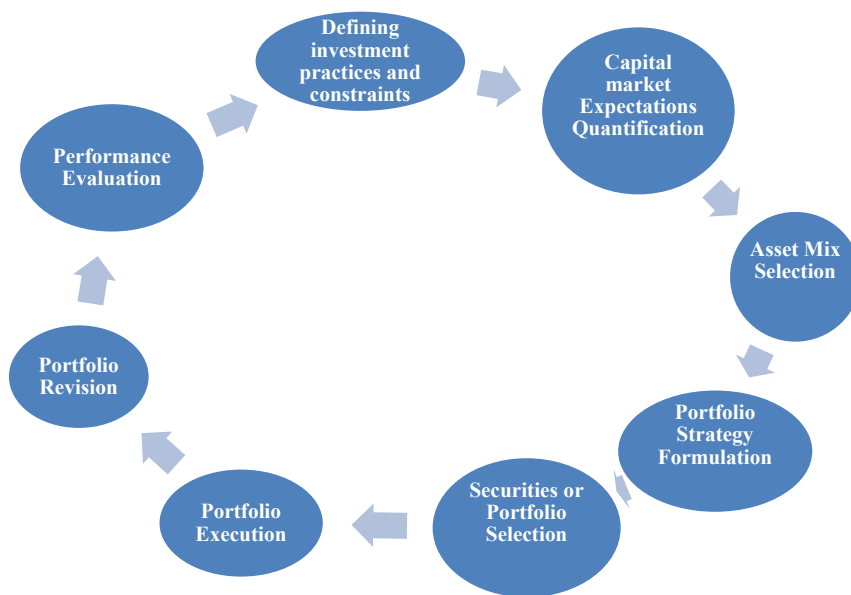 Defining
investment
practices and
constraints
Capital
market
Expectations
Quantification
Asset Mix
Selection
Portfolio
Strategy
Formulation
Securities or
Portfolio
Selection
Portfolio
Execution
Portfolio
Revision
Performance
Evaluation